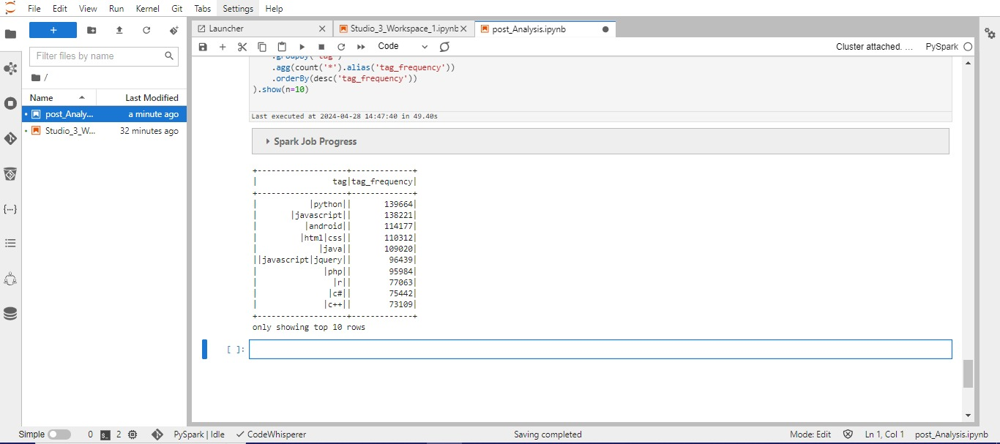 File Edit View Run Kernel Git Tabs Settings Help
Launcher Studio_3_Workspace_1.ipynb post_Analysis.ipynb
Code Cluster attached. ... PySpark
Filter files by name
/
Name Last Modified
post_Analy... a minute ago
Studio_3_W... 32 minutes ago
.groupBy('tag')
.agg(count('*').alias('tag_frequency'))
.orderBy(desc('tag_frequency'))
).show(n=10)
Last executed at 2024-04-28 14:47:40 in 49.40s
Spark Job Progress
+-------------------+-------------+
|                tag|tag_frequency|
+-------------------+-------------+
|           |python||       139664|
|       |javascript||       138221|
|          |android||       114177|
|         |html|css||       110312|
|             |java||       109020|
||javascript|jquery||        96439|
|              |php||        95984|
|                |r||        77063|
|               |c#||        75442|
|              |c++||        73109|
+-------------------+-------------+
only showing top 10 rows
[ ]:
Simple 0 $_ 2 PySpark | Idle CodeWhisperer Saving completed Mode: Edit Ln 1, Col 1 post_Analysis.ipynb